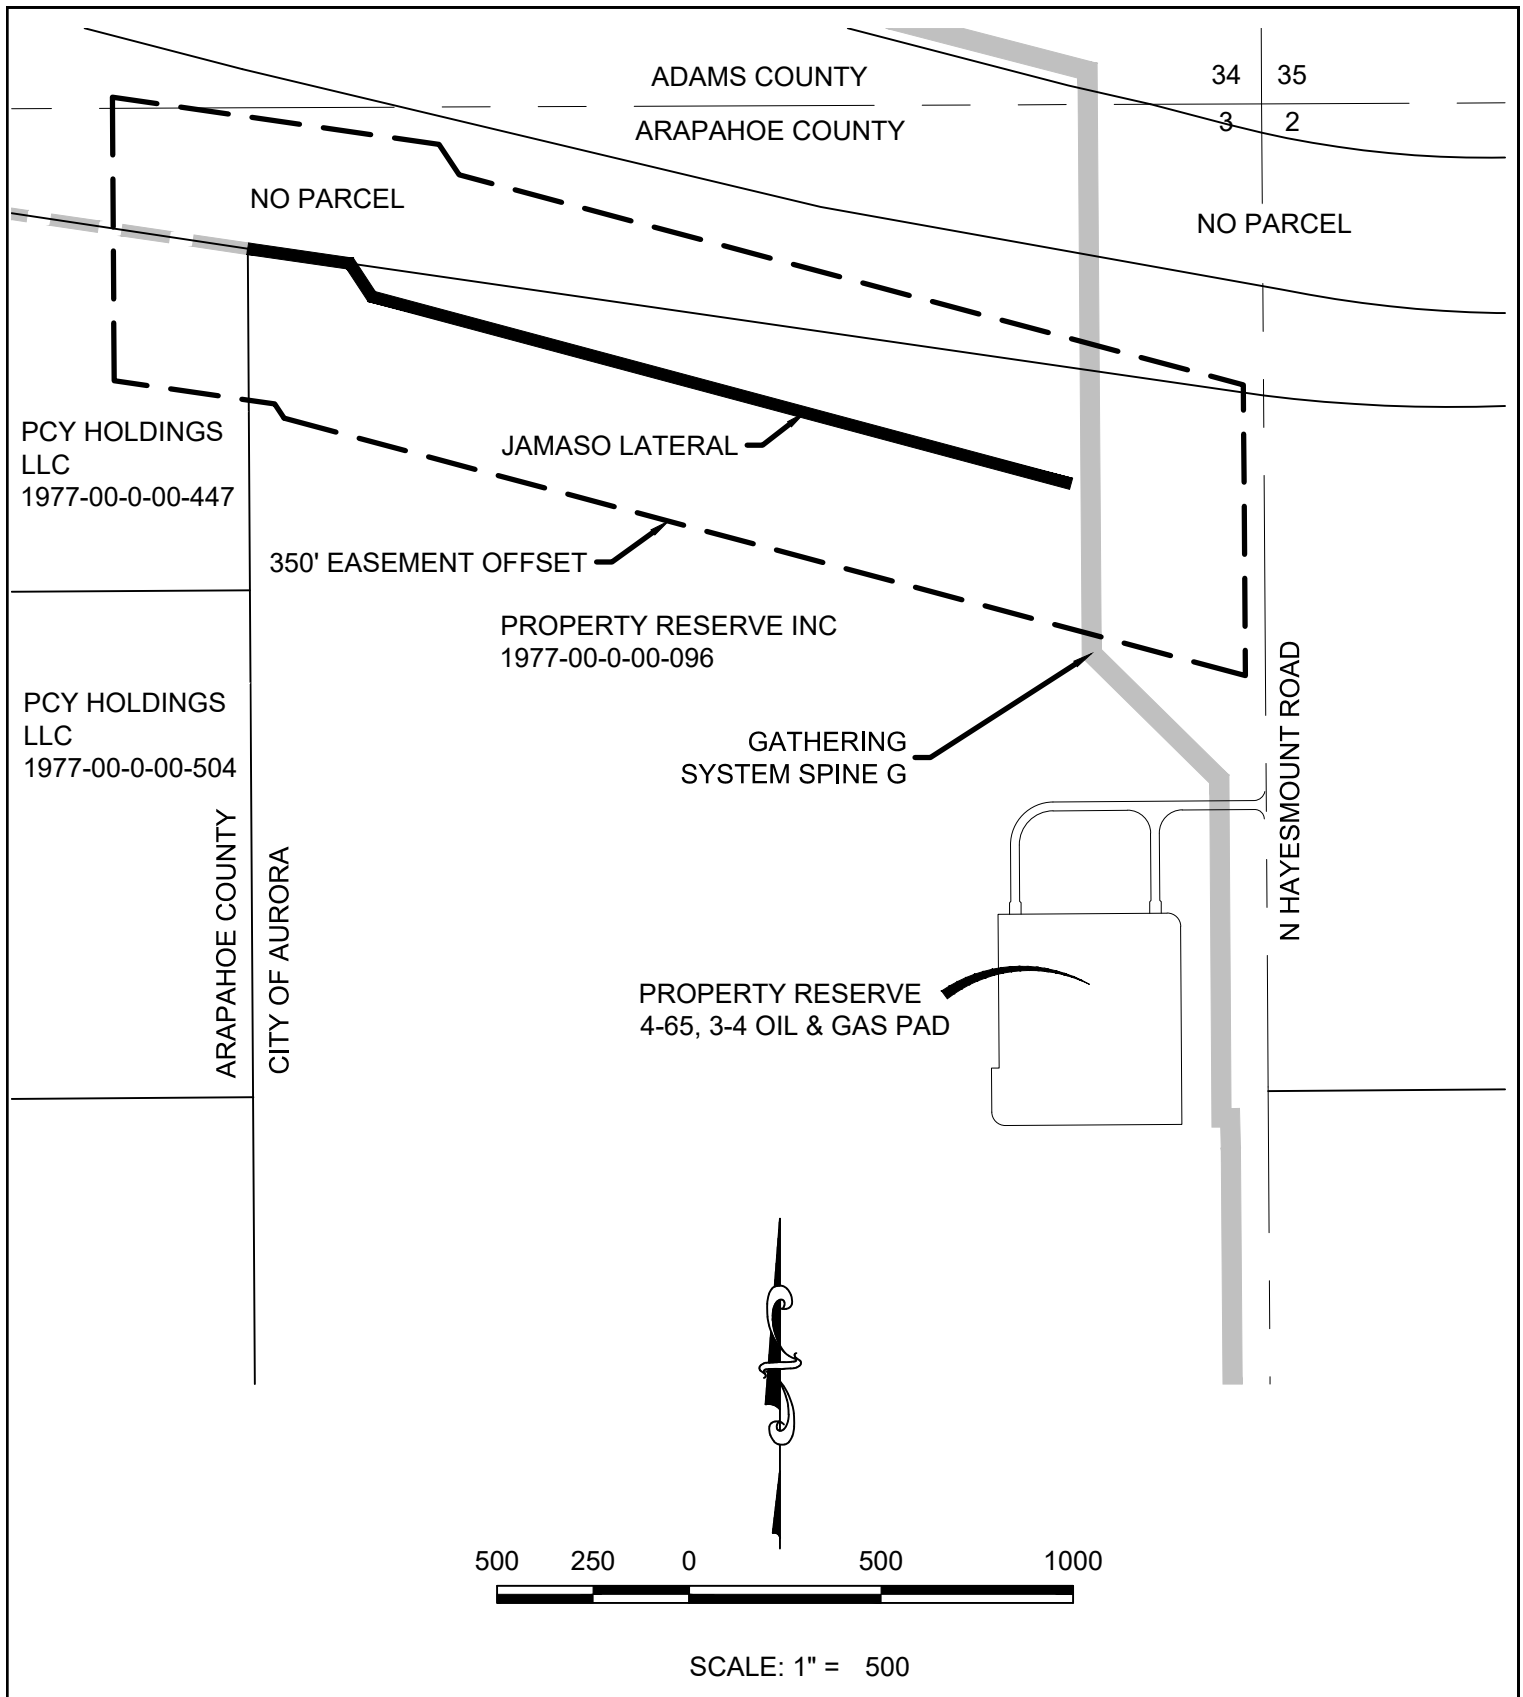 ADAMS COUNTY
34 35
ARAPAHOE COUNTY
3 2
NO PARCEL
NO PARCEL
PCY HOLDINGS
LLC
1977-00-0-00-447
JAMASO LATERAL
350' EASEMENT OFFSET
PROPERTY RESERVE INC
1977-00-0-00-096
PCY HOLDINGS
LLC
1977-00-0-00-504
GATHERING
SYSTEM SPINE G
N HAYESMOUNT ROAD
ARAPAHOE COUNTY
CITY OF AURORA
PROPERTY RESERVE
4-65, 3-4 OIL & GAS PAD
500 250 0 500 1000
SCALE: 1" = 500